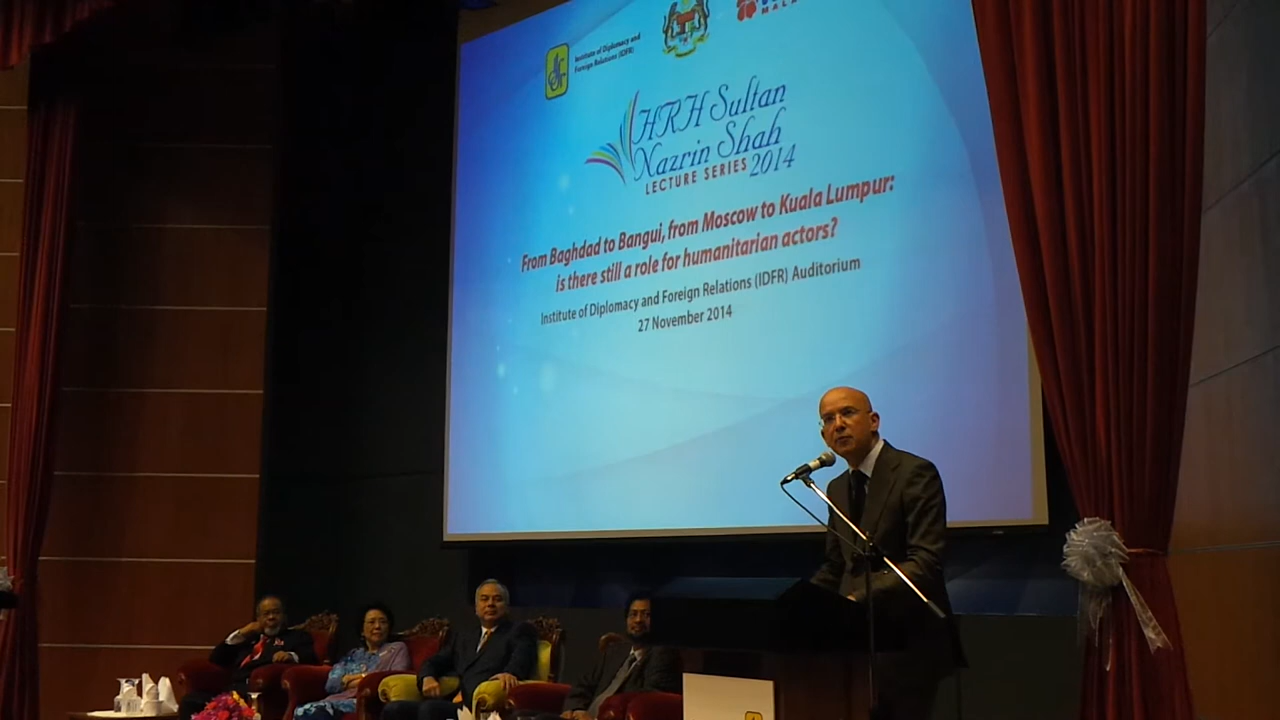 Institute of Diplomacy and
Foreign Relations (IDFR)
MALA
HRH Sultan
Nazrin Shah
LECTURE SERIES 2014
From Baghdad to Bangui, from Moscow to Kuala Lumpur:
is there still a role for humanitarian actors?
Institute of Diplomacy and Foreign Relations (IDFR) Auditorium
27 November 2014